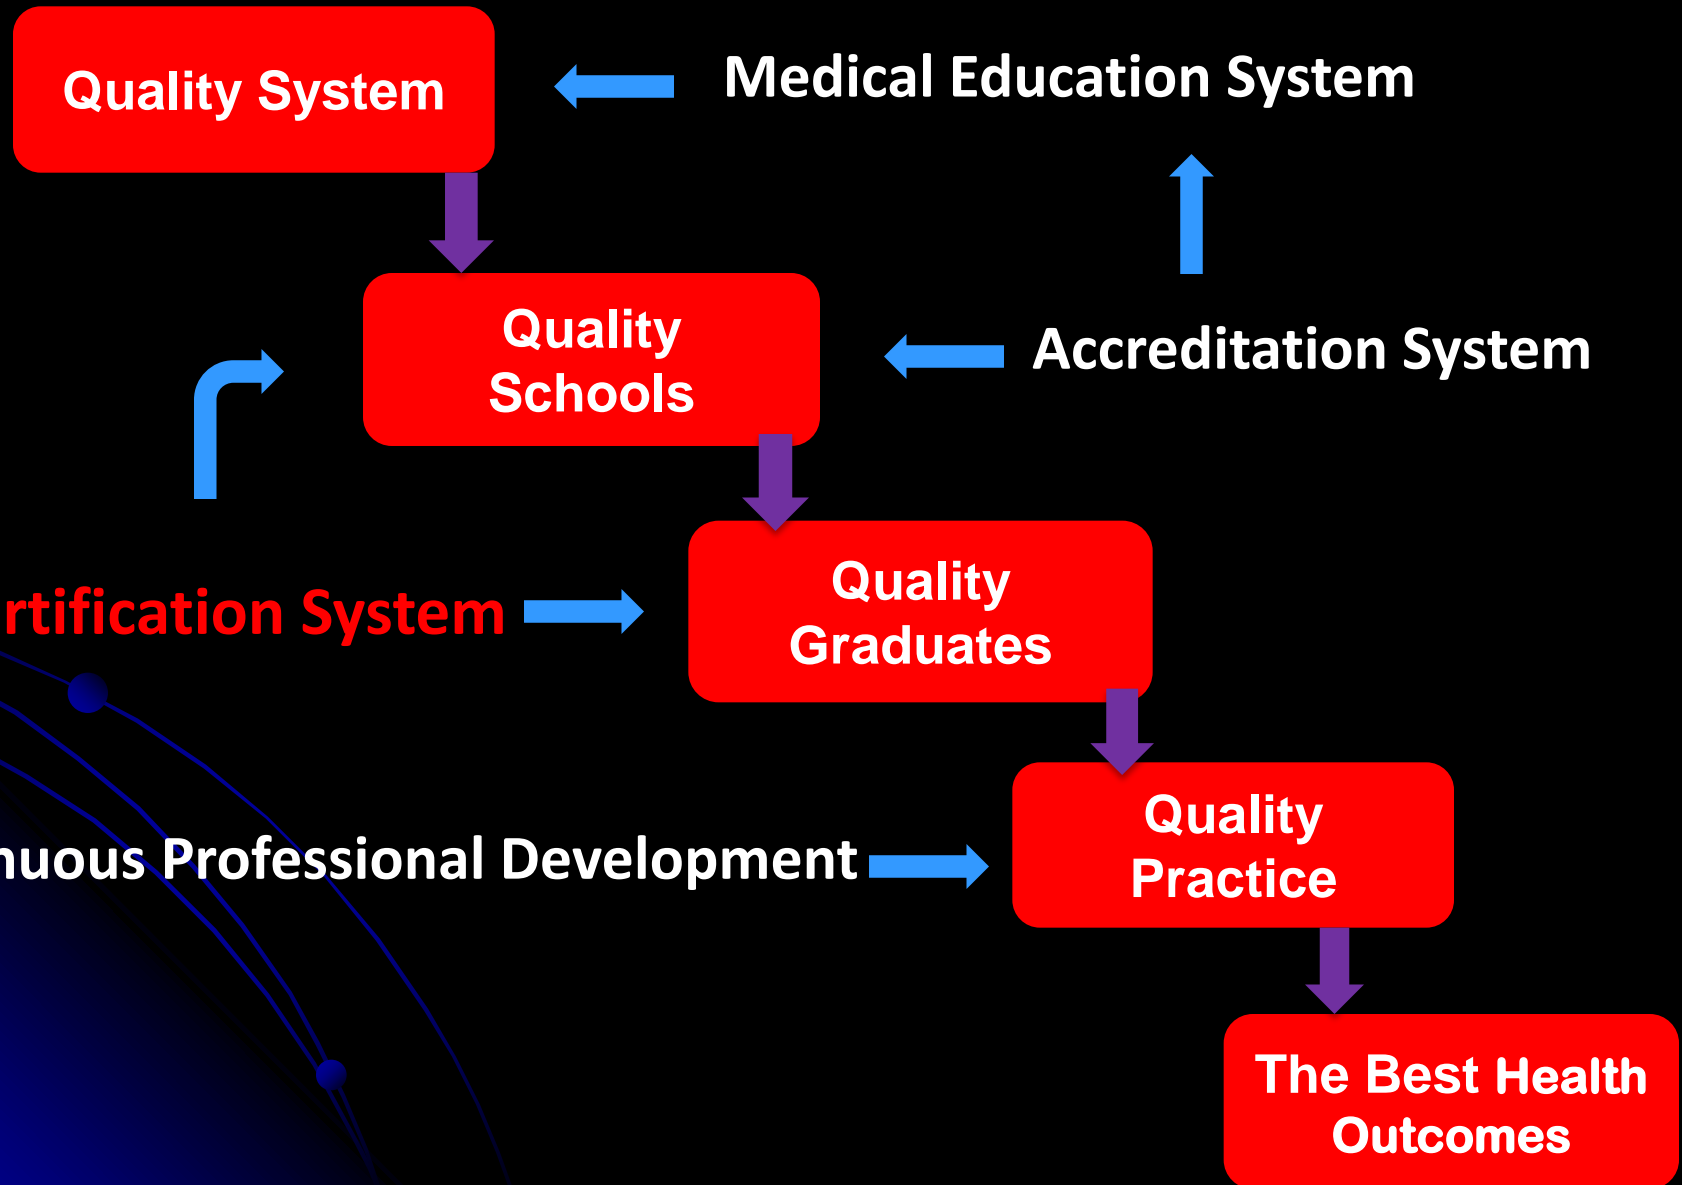 Quality System
Medical Education System
Quality
Schools
Accreditation System
Quality
Graduates
rtification System
Quality
Practice
nuous Professional Development
The Best Health
Outcomes